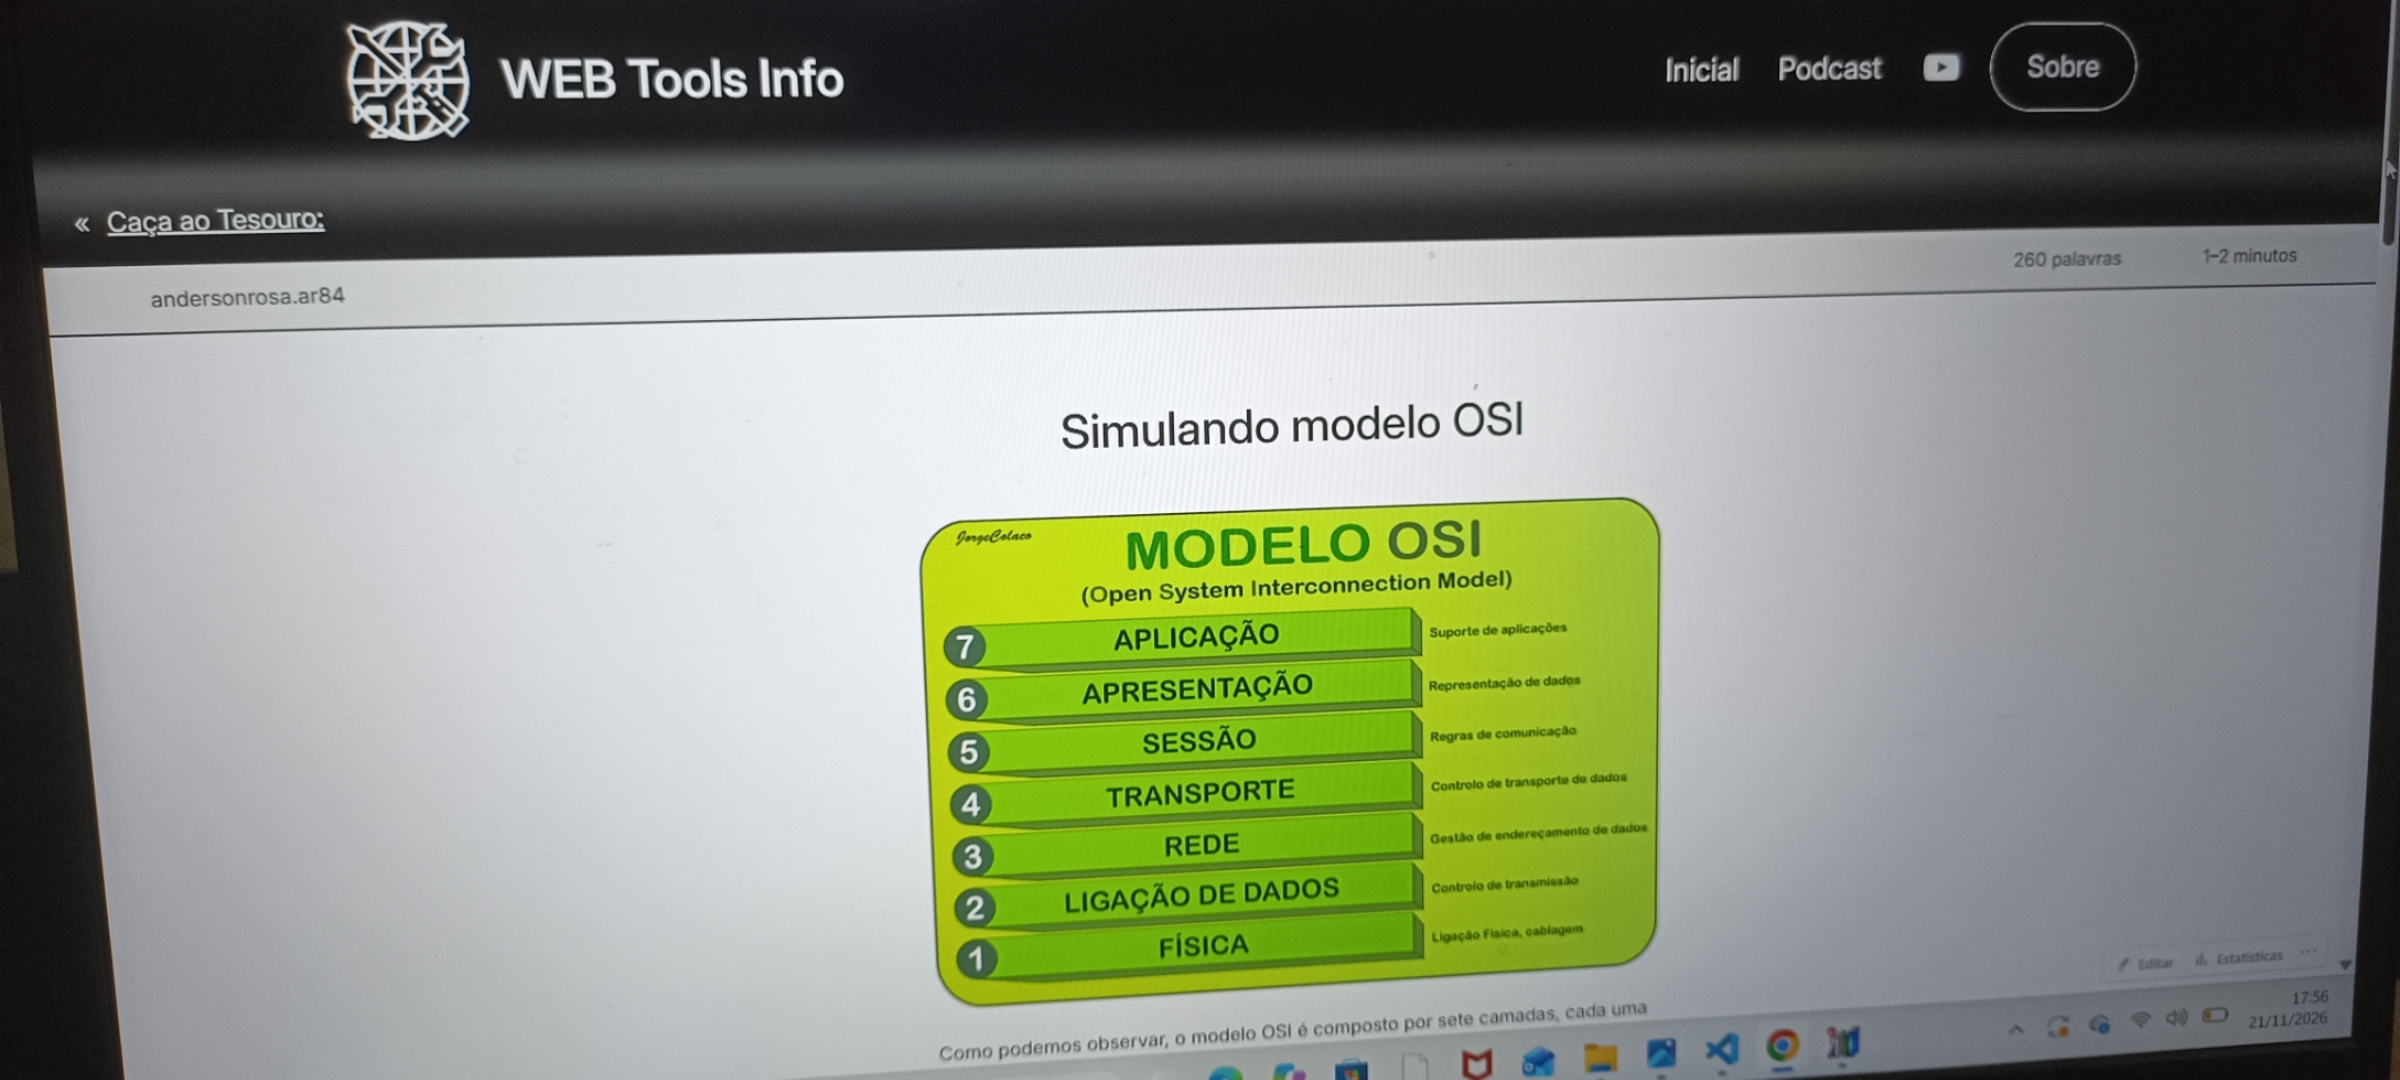 WEB Tools Info
Inicial Podcast Sobre
« Caça ao Tesouro:
andersonrosa.ar84
260 palavras 1–2 minutos
Simulando modelo OSI
JorgeColaco
MODELO OSI
(Open System Interconnection Model)
7 APLICAÇÃO Suporte de aplicações
6 APRESENTAÇÃO Representação de dados
5 SESSÃO Regras de comunicação
4 TRANSPORTE Controlo de transporte de dados
3 REDE Gestão de endereçamento de dados
2 LIGAÇÃO DE DADOS Controlo de transmissão
1 FÍSICA Ligação Física, cablagem
Editar Estatísticas ...
Como podemos observar, o modelo OSI é composto por sete camadas, cada uma
17:56
21/11/2026